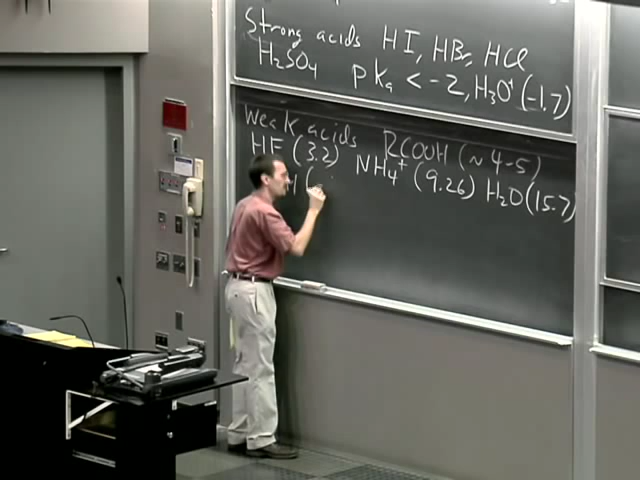 Strong acids HI, HBr, HCl
H₂SO₄ pKₐ < -2, H₃O⁺ (-1.7)
Weak acids RCOOH (~ 4-5)
HF (3.2) NH₄⁺ (9.26) H₂O (15.7)
H (